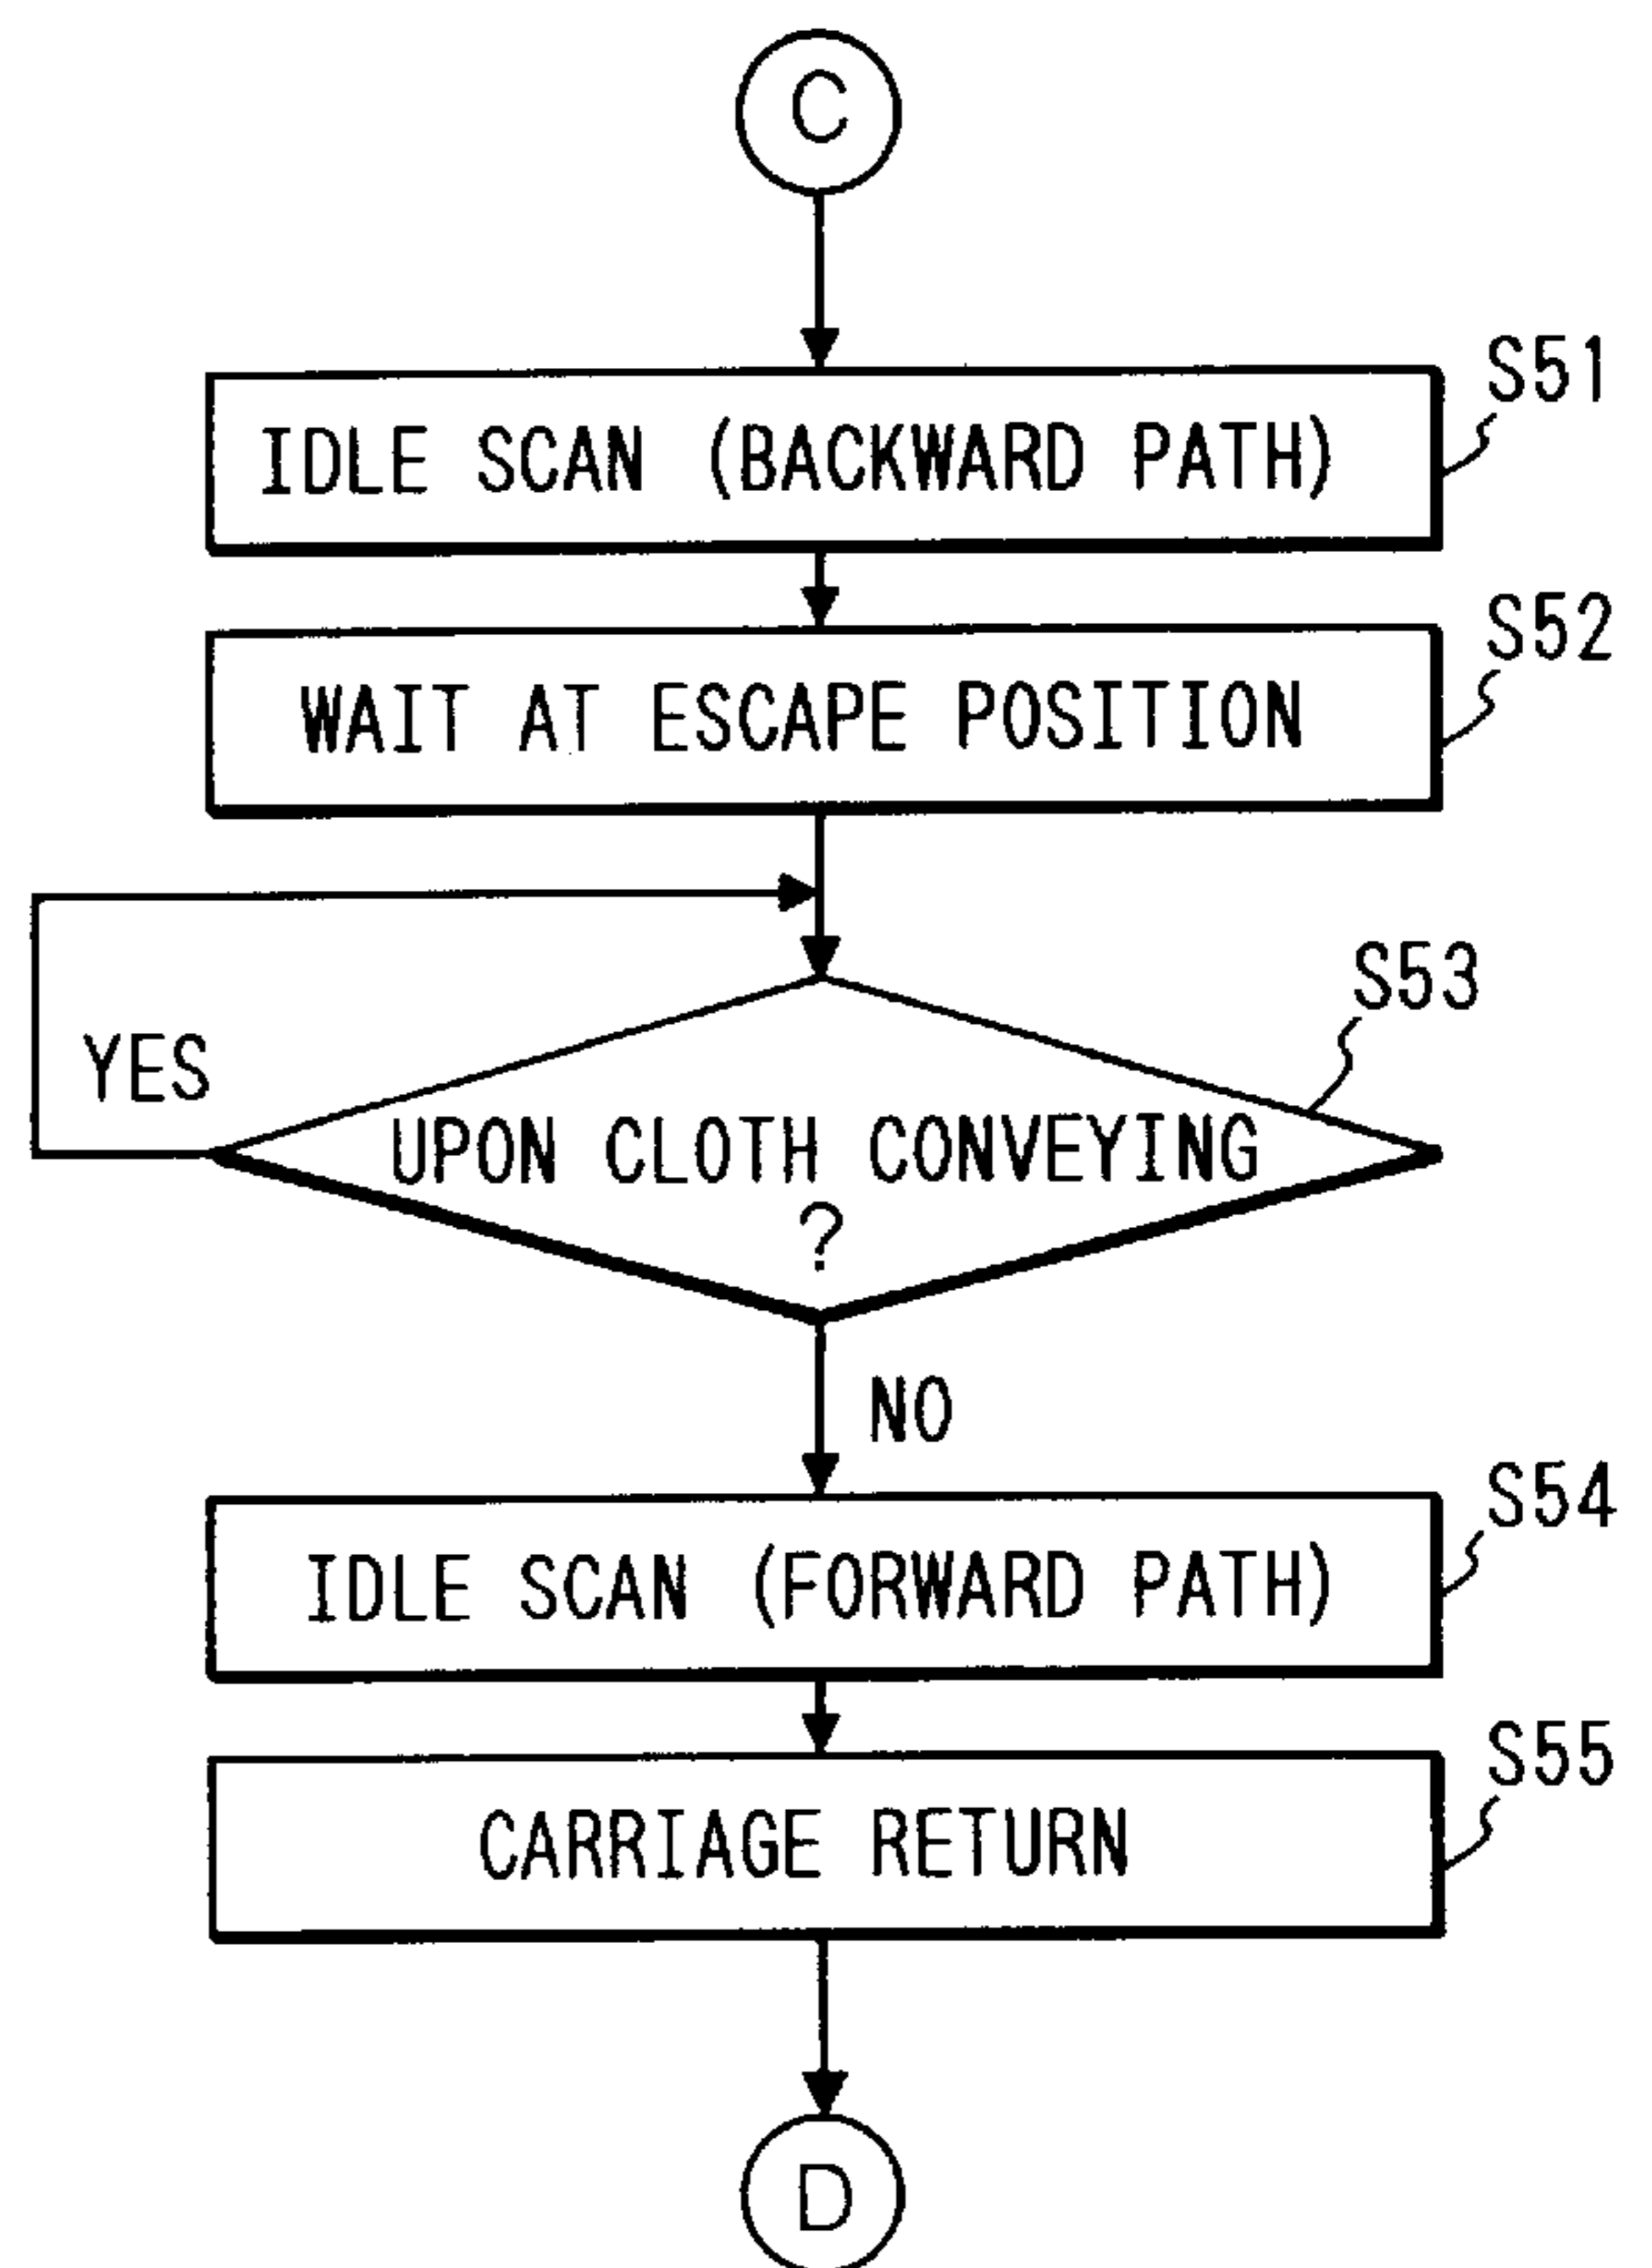 C
S51
IDLE SCAN (BACKWARD PATH)
S52
WAIT AT ESCAPE POSITION
S53
YES
UPON CLOTH CONVEYING
?
NO
S54
IDLE SCAN (FORWARD PATH)
S55
CARRIAGE RETURN
D